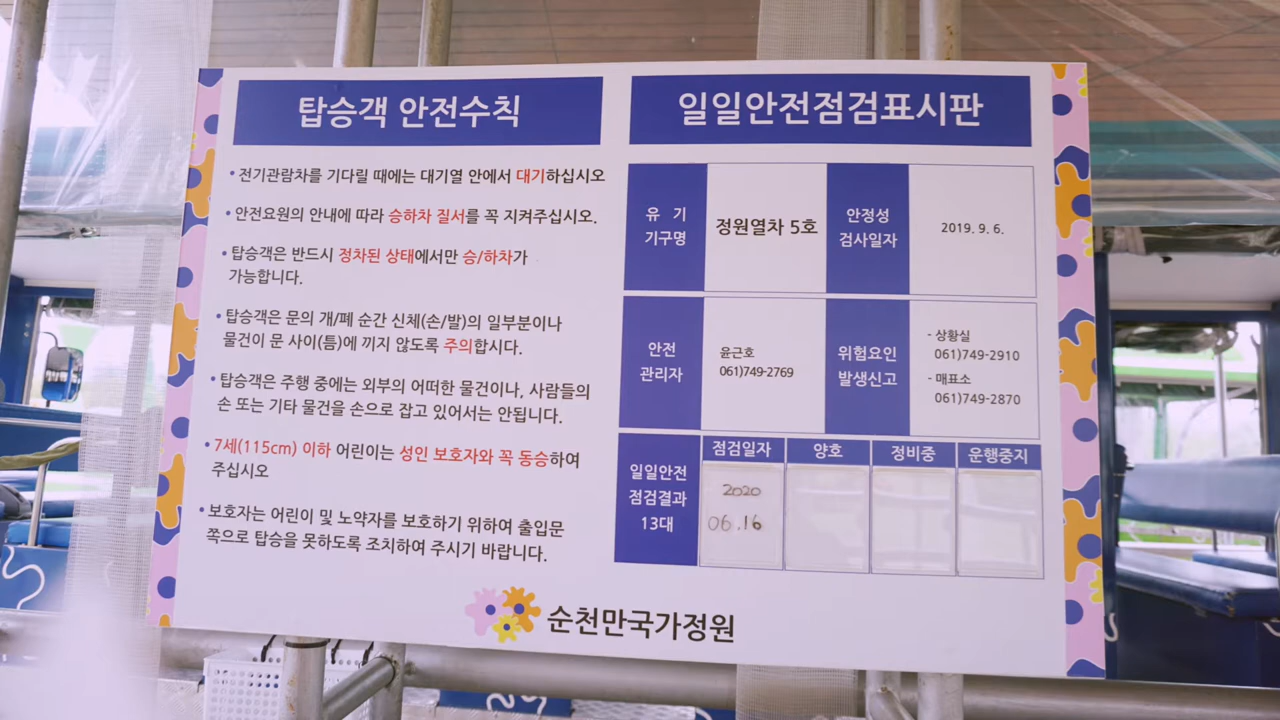 탑승객 안전수칙
• 전기관람차를 기다릴 때에는 대기열 안에서 대기하십시오
• 안전요원의 안내에 따라 승하차 질서를 꼭 지켜주십시오.
• 탑승객은 반드시 정차된 상태에서만 승/하차가
가능합니다.
• 탑승객은 문의 개/폐 순간 신체(손/발)의 일부분이나
물건이 문 사이(틈)에 끼지 않도록 주의합시다.
• 탑승객은 주행 중에는 외부의 어떠한 물건이나, 사람들의
손 또는 기타 물건을 손으로 잡고 있어서는 안됩니다.
• 7세(115cm) 이하 어린이는 성인 보호자와 꼭 동승하여
주십시오
• 보호자는 어린이 및 노약자를 보호하기 위하여 출입문
쪽으로 탑승을 못하도록 조치하여 주시기 바랍니다.
일일안전점검표시판
유 기
기구명
정원열차 5호
안정성
검사일자
2019. 9. 6.
안전
관리자
윤근호
061)749-2769
위험요인
발생신고
- 상황실
061)749-2910
- 매표소
061)749-2870
일일안전
점검결과
13대
점검일자
양호
정비중
운행중지
2020
06.16
순천만국가정원